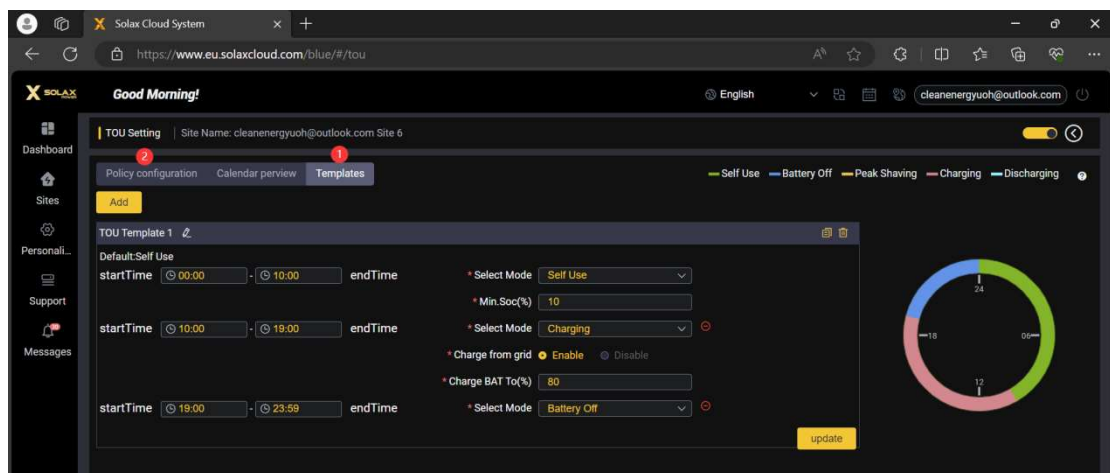 Solax Cloud System
https://www.eu.solaxcloud.com/blue/#/tou
SOLAX
Good Morning!
English
cleanenergyuoh@outlook.com
Dashboard
Sites
Personali...
Support
Messages
TOU Setting | Site Name: cleanenergyuoh@outlook.com Site 6
2
1
Policy configuration Calendar perview Templates
Self Use Battery Off Peak Shaving Charging Discharging ?
Add
TOU Template 1
Default:Self Use
startTime 00:00 - 10:00 endTime * Select Mode Self Use
* Min.Soc(%) 10
startTime 10:00 - 19:00 endTime * Select Mode Charging
* Charge from grid Enable Disable
* Charge BAT To(%) 80
startTime 19:00 - 23:59 endTime * Select Mode Battery Off
update
24
18 06
12